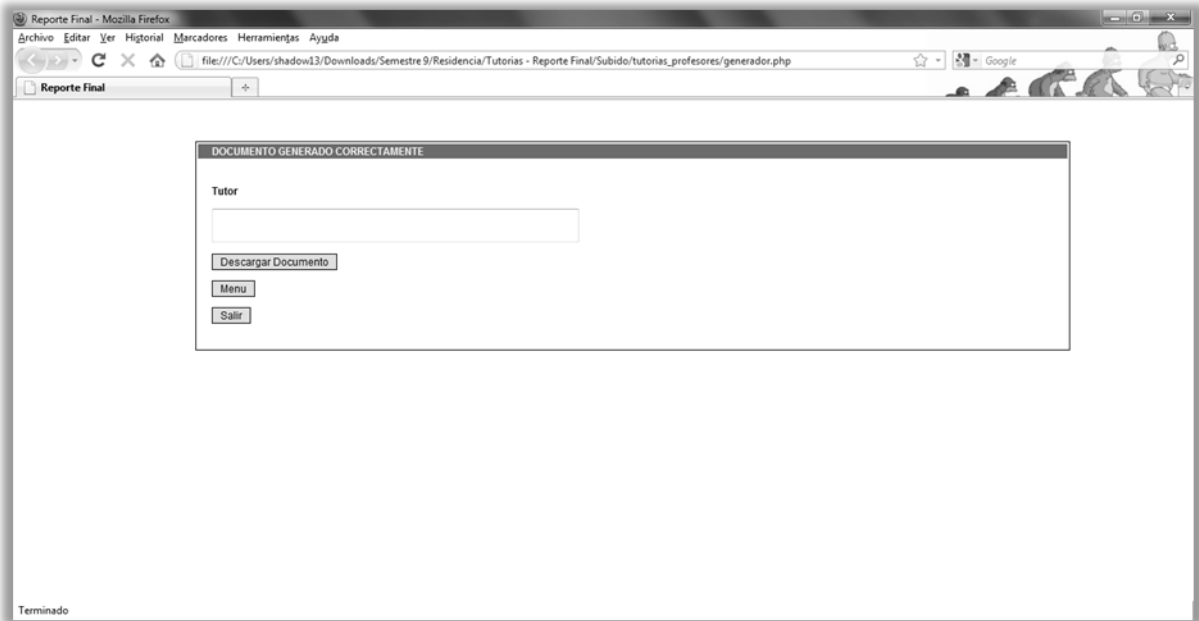 Reporte Final - Mozilla Firefox
Archivo Editar Ver Historial Marcadores Herramientas Ayuda
file:///C:/Users/shadow13/Downloads/Semestre 9/Residencia/Tutorias - Reporte Final/Subido/tutorias_profesores/generador.php
Google
Reporte Final
DOCUMENTO GENERADO CORRECTAMENTE
Tutor
Descargar Documento
Menu
Salir
Terminado